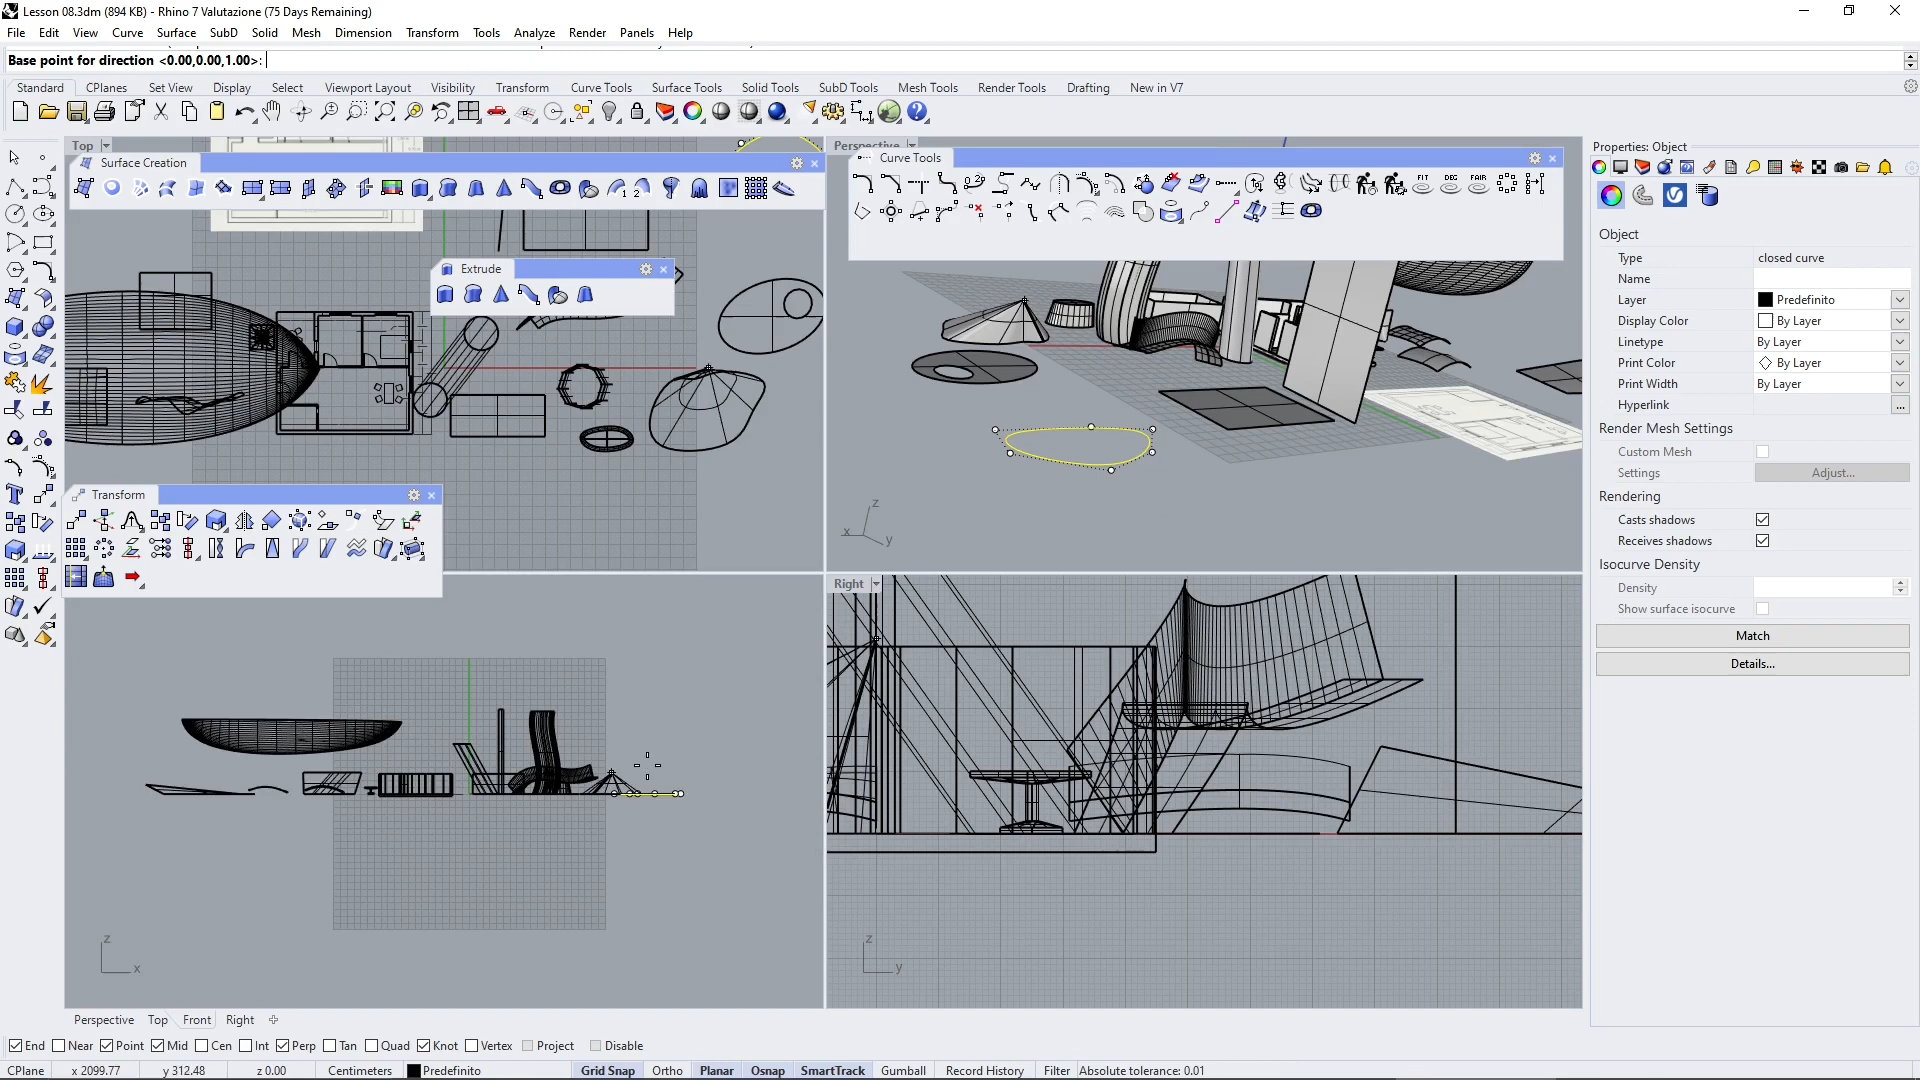 Lesson 08.3dm (894 KB) - Rhino 7 Valutazione (75 Days Remaining)
File Edit View Curve Surface SubD Solid Mesh Dimension Transform Tools Analyze Render Panels Help
Base point for direction <0.00,0.00,1.00>:
Standard CPlanes Set View Display Select Viewport Layout Visibility Transform Curve Tools Surface Tools Solid Tools SubD Tools Mesh Tools Render Tools Drafting New in V7
Top
Perspective
Properties: Object
Surface Creation
Curve Tools
FIT DEG FAIR
Object
Type closed curve
Name
Extrude
Layer Predefinito
Display Color By Layer
Linetype By Layer
Print Color By Layer
Print Width By Layer
Hyperlink ...
Render Mesh Settings
Custom Mesh
Settings Adjust...
Transform
Rendering
Casts shadows
Receives shadows
Isocurve Density
Density
Show surface isocurve
Match
Details...
z
x
y
Right
z
x
z
y
Perspective Top Front Right
End Near Point Mid Cen Int Perp Tan Quad Knot Vertex Project Disable
CPlane x 2099.77 y 312.48 z 0.00 Centimeters Predefinito Grid Snap Ortho Planar Osnap SmartTrack Gumball Record History Filter Absolute tolerance: 0.01